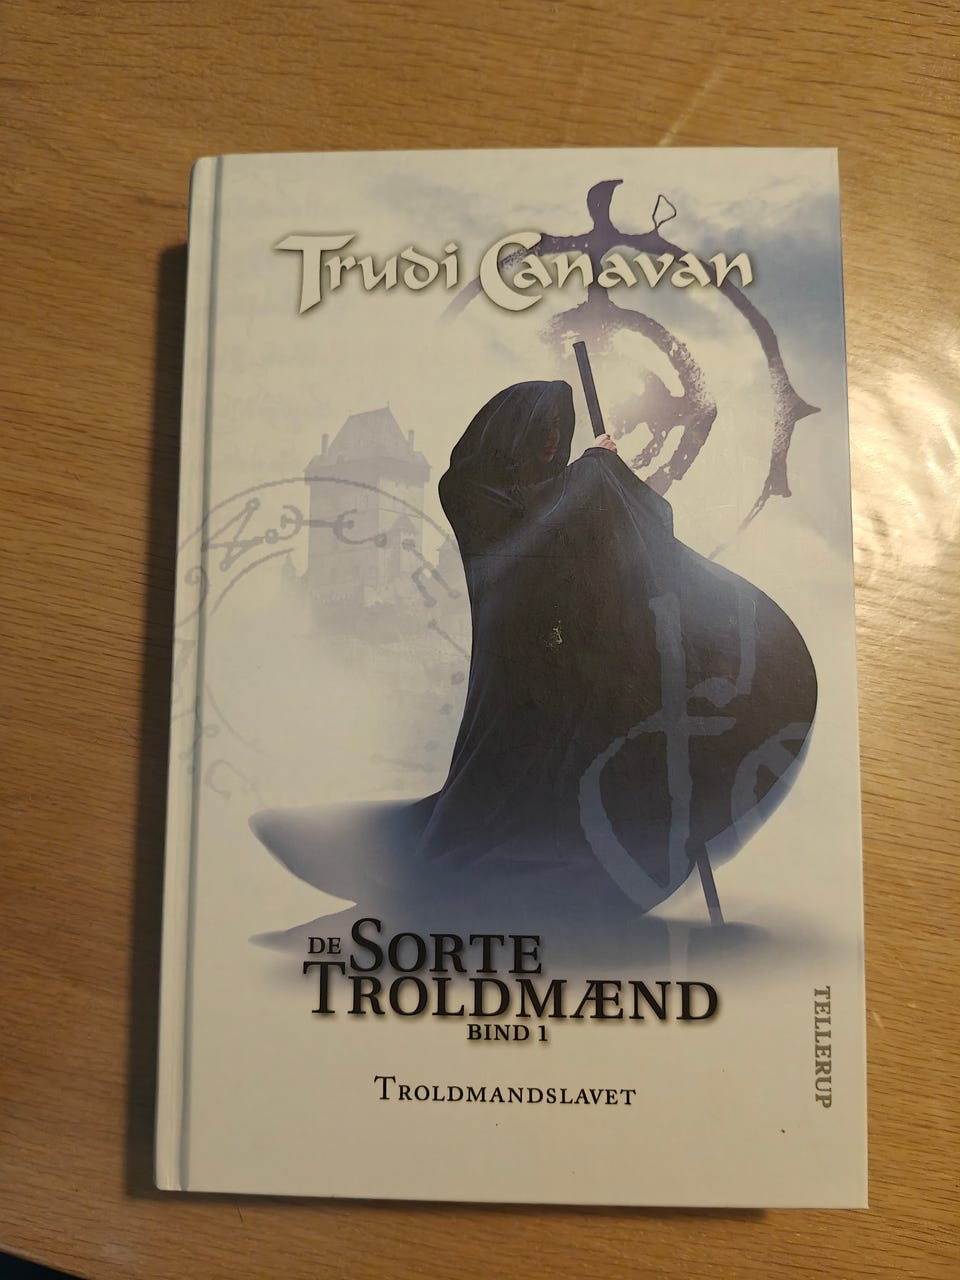 Trudi Canavan
DE SORTE
TROLDMÆND
BIND 1
TROLDMANDSLAVET
TELLERUP